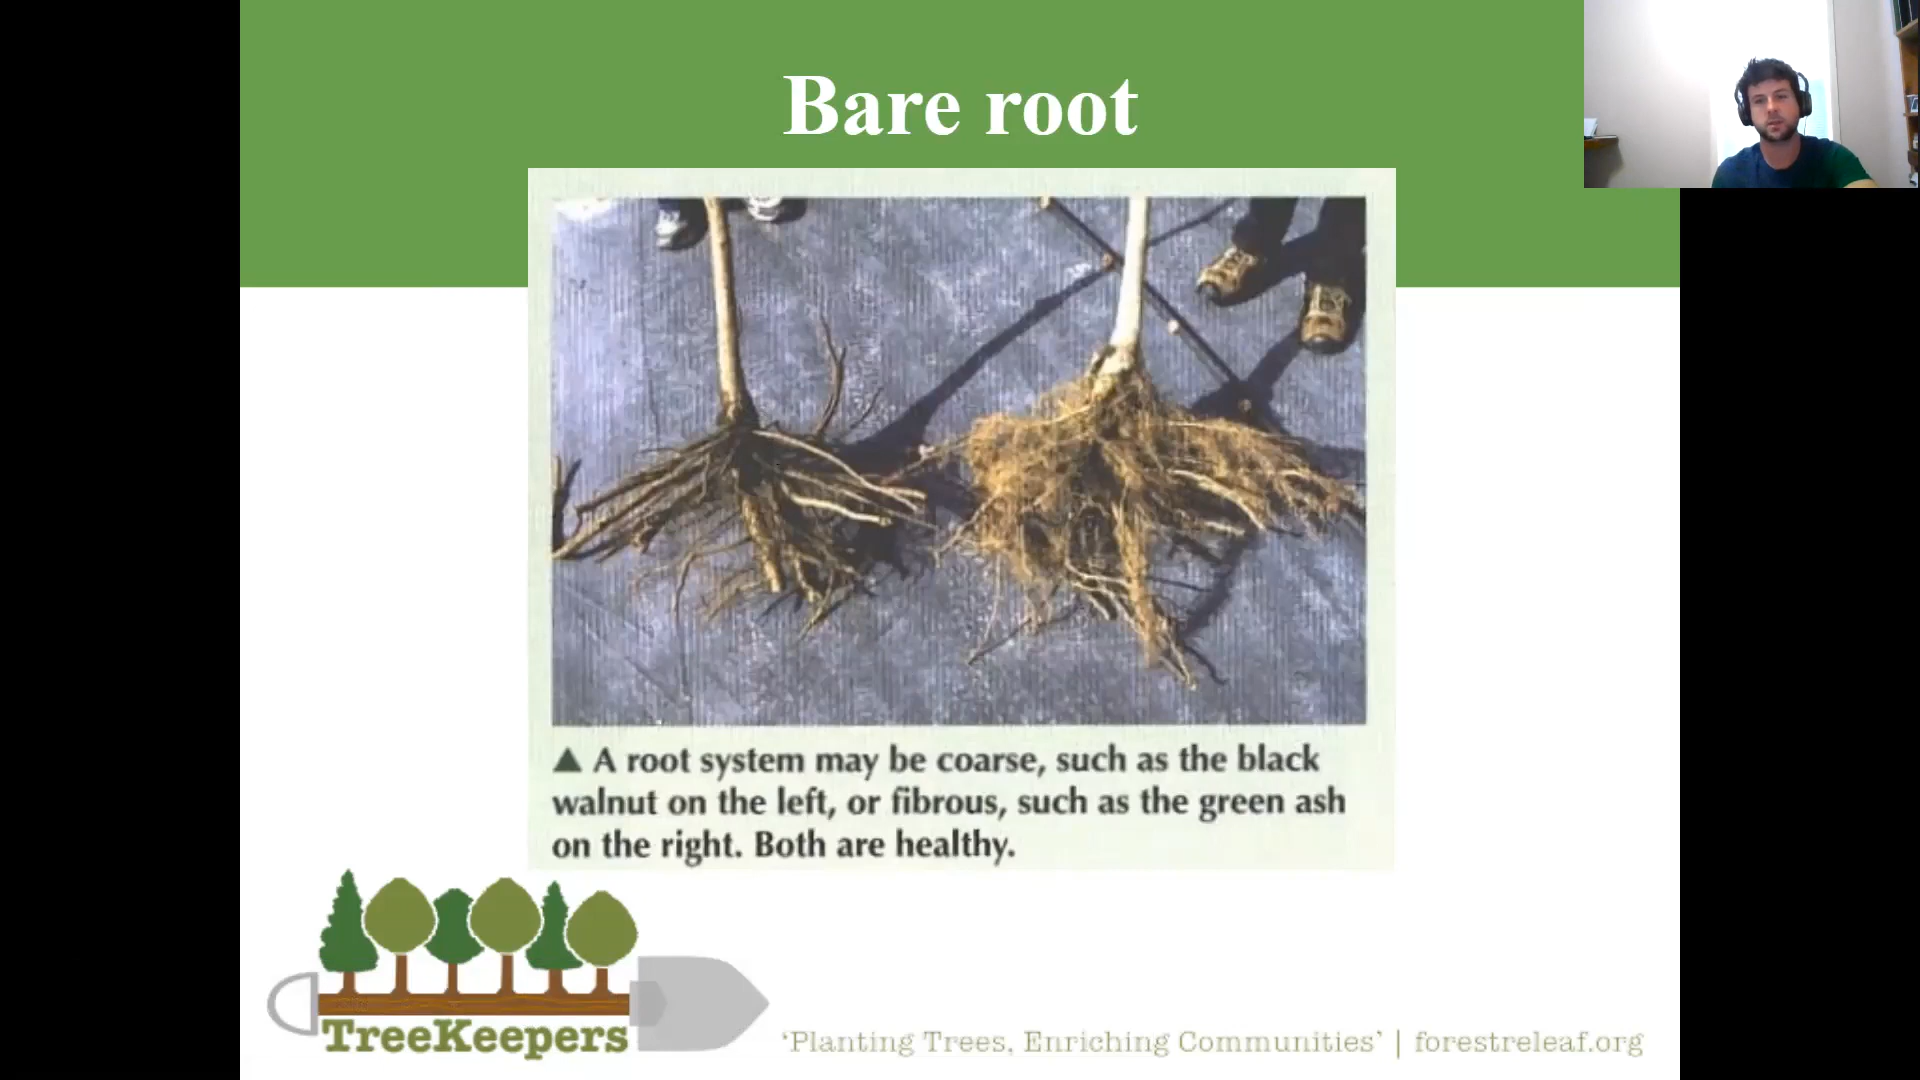 Bare root
▲ A root system may be coarse, such as the black
walnut on the left, or fibrous, such as the green ash
on the right. Both are healthy.
TreeKeepers
‘Planting Trees, Enriching Communities’ | forestreleaf.org